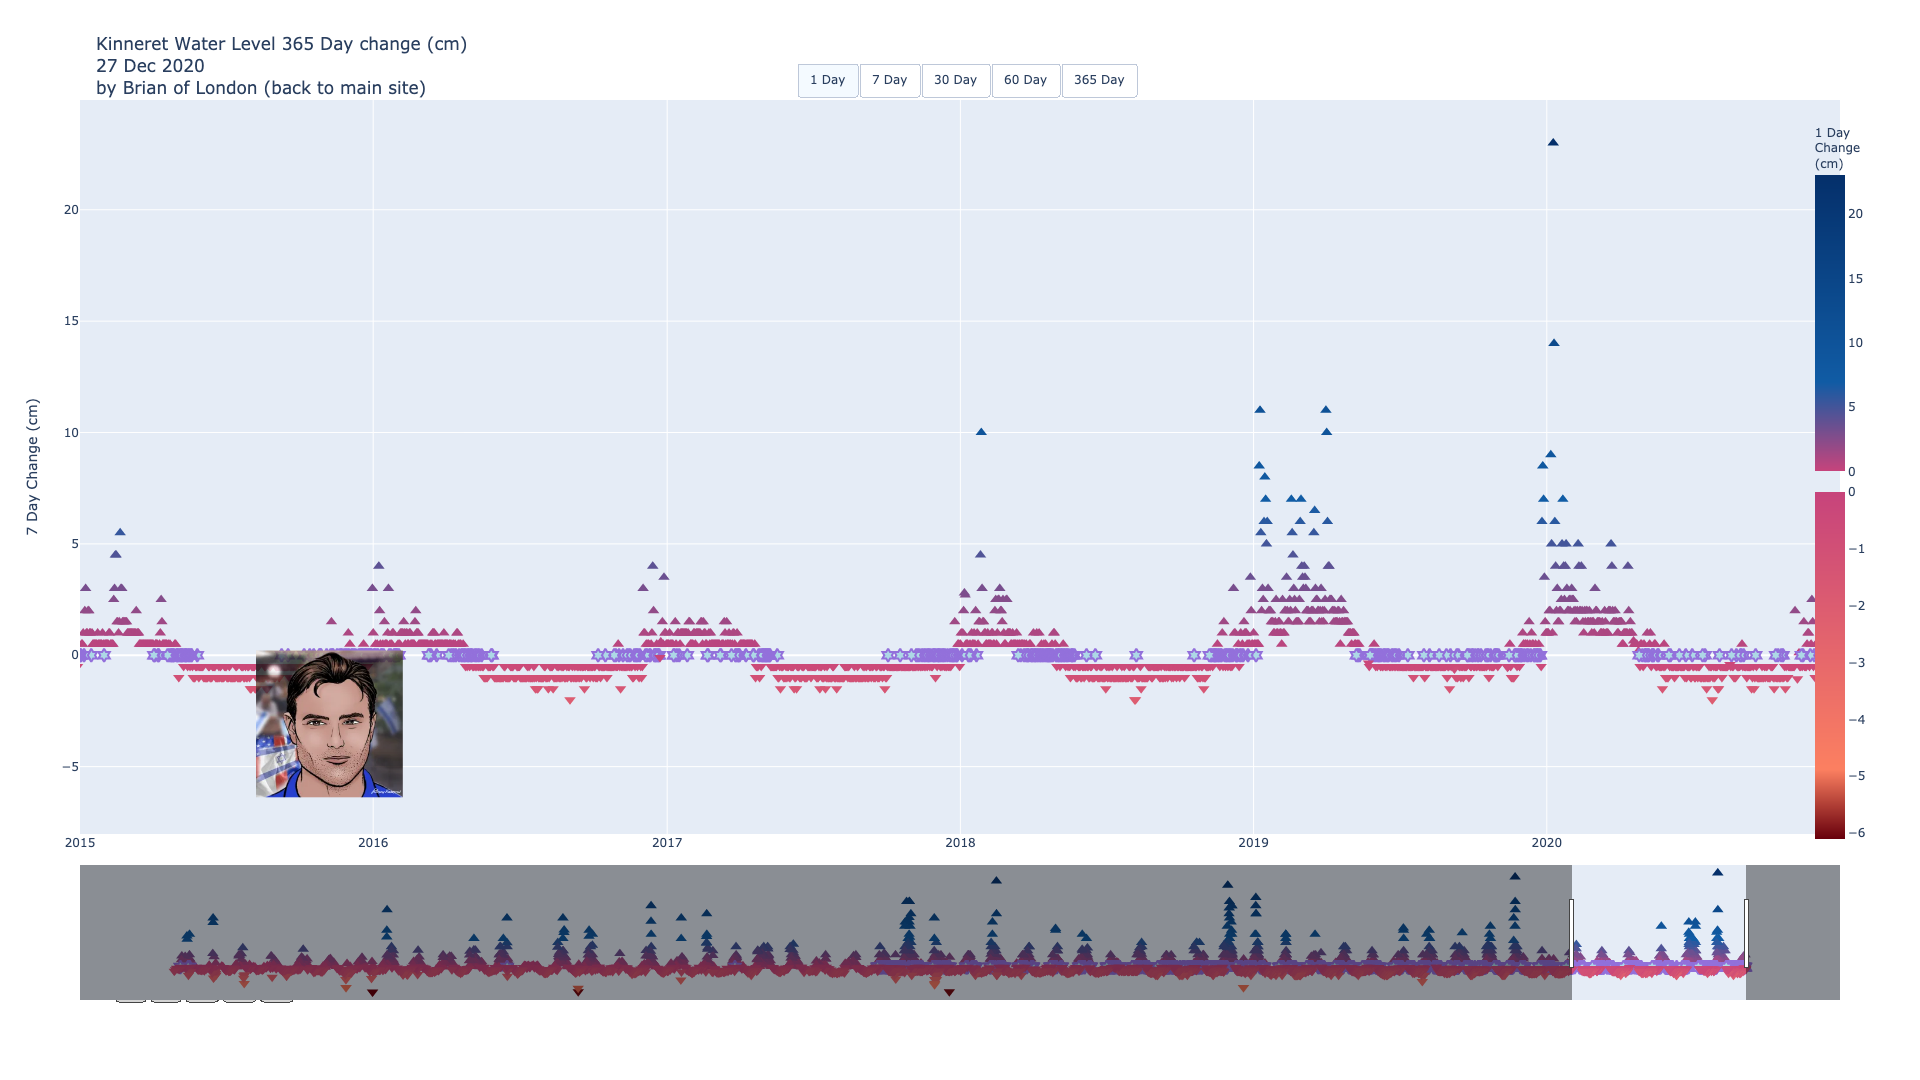 Kinneret Water Level 365 Day change (cm)
27 Dec 2020
by Brian of London (back to main site)
1 Day
7 Day
30 Day
60 Day
365 Day
1 Day
Change
(cm)
20
15
10
5
0
0
−1
−2
−3
−4
−5
−6
7 Day Change (cm)
20
15
10
5
0
−5
2015
2016
2017
2018
2019
2020